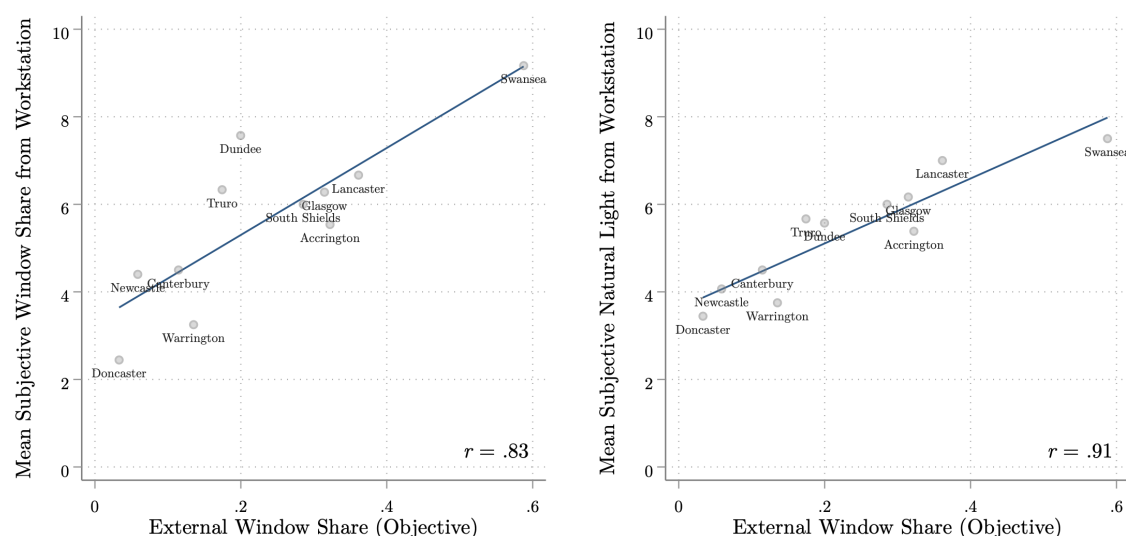 Mean Subjective Window Share from Workstation
10
8
6
4
2
0
Swansea
Dundee
Truro
Lancaster
Glasgow
South Shields
Accrington
Newcastle
Canterbury
Warrington
Doncaster
r = .83
0 .2 .4 .6
External Window Share (Objective)
Mean Subjective Natural Light from Workstation
10
8
6
4
2
0
Swansea
Lancaster
Glasgow
South Shields
Truro
Dundee
Accrington
Canterbury
Newcastle
Warrington
Doncaster
r = .91
0 .2 .4 .6
External Window Share (Objective)